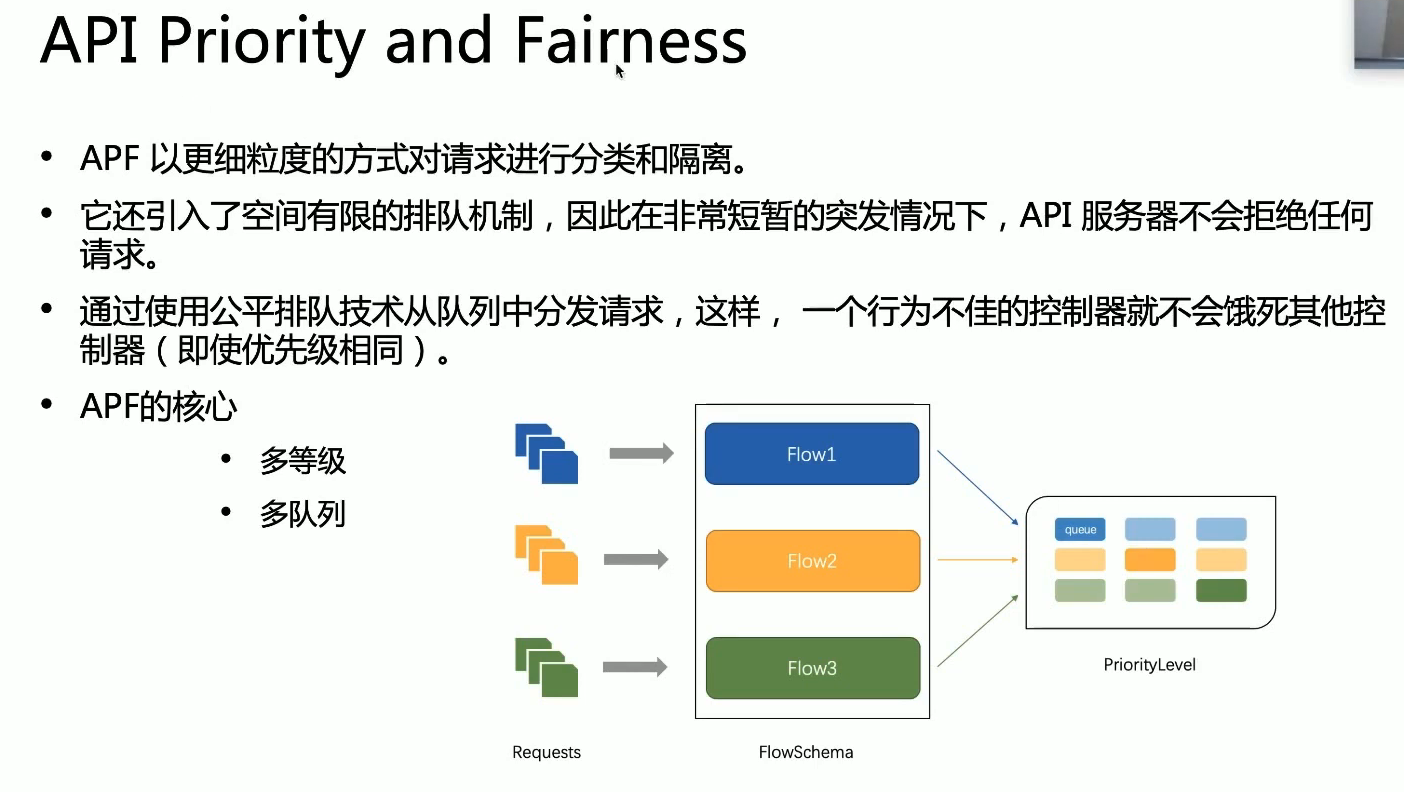 API Priority and Fairness
• APF 以更细粒度的方式对请求进行分类和隔离。
• 它还引入了空间有限的排队机制，因此在非常短暂的突发情况下，API 服务器不会拒绝任何
请求。
• 通过使用公平排队技术从队列中分发请求，这样， 一个行为不佳的控制器就不会饿死其他控
制器（即使优先级相同）。
• APF的核心
• 多等级
• 多队列
Flow1
queue
Flow2
Flow3
PriorityLevel
Requests
FlowSchema